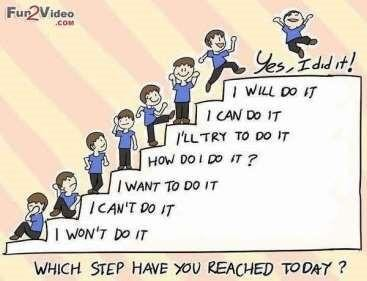 Fun2Video
.COM
Yes, I did it!
I WILL DO IT
I CAN DO IT
I'LL TRY TO DO IT
HOW DO I DO IT ?
I WANT TO DO IT
I CAN'T DO IT
I WON'T DO IT
WHICH STEP HAVE YOU REACHED TODAY ?